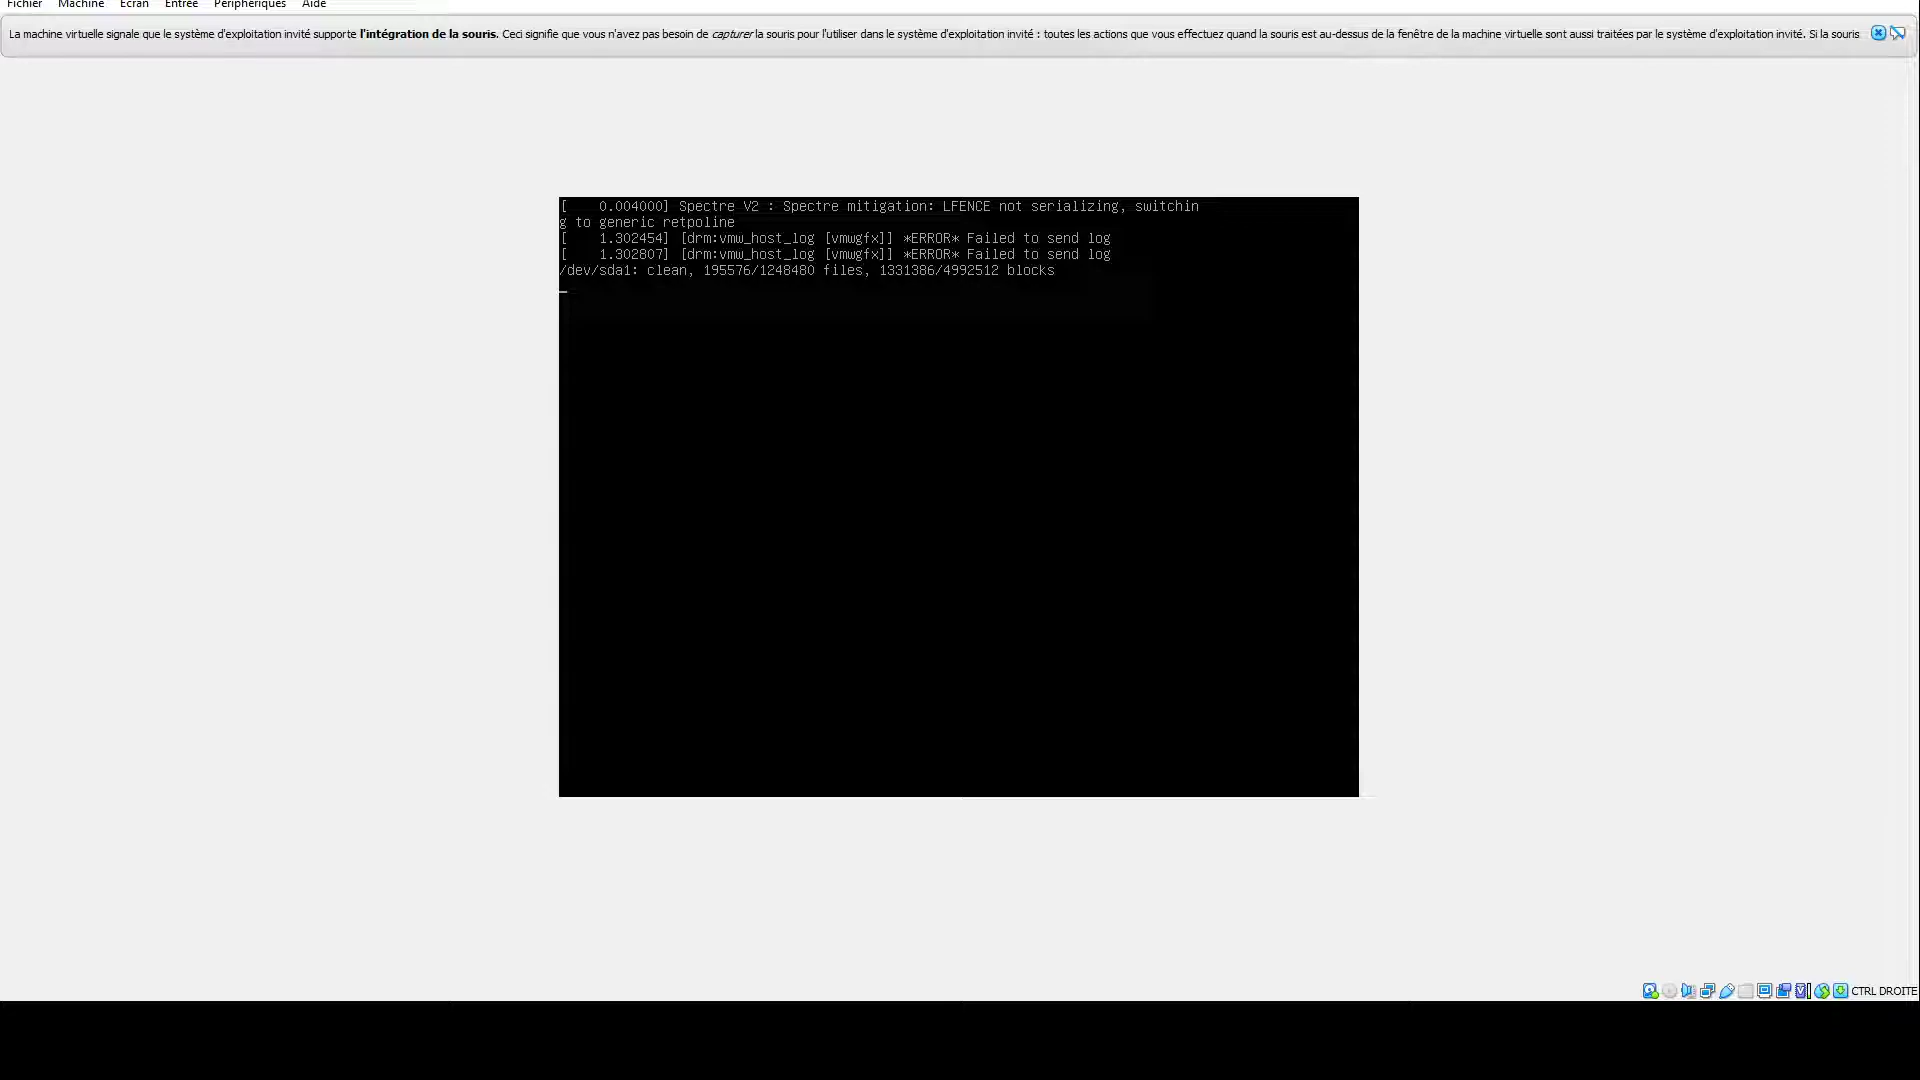 Fichier Machine Écran Entrée Périphériques Aide
La machine virtuelle signale que le système d'exploitation invité supporte l'intégration de la souris. Ceci signifie que vous n'avez pas besoin de capturer la souris pour l'utiliser dans le système d'exploitation invité : toutes les actions que vous effectuez quand la souris est au-dessus de la fenêtre de la machine virtuelle sont aussi traitées par le système d'exploitation invité. Si la souris
[    0.004000] Spectre V2 : Spectre mitigation: LFENCE not serializing, switchin
g to generic retpoline
[    1.302454] [drm:vmw_host_log [vmwgfx]] *ERROR* Failed to send log
[    1.302807] [drm:vmw_host_log [vmwgfx]] *ERROR* Failed to send log
/dev/sda1: clean, 195576/1248480 files, 1331386/4992512 blocks
CTRL DROITE